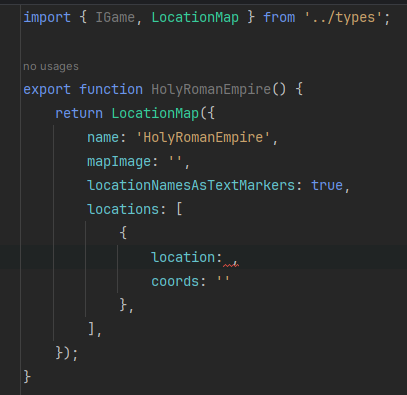 import { IGame, LocationMap } from '../types';
no usages
export function HolyRomanEmpire() {
return LocationMap({
name: 'HolyRomanEmpire',
mapImage: '',
locationNamesAsTextMarkers: true,
locations: [
{
location: ,
coords: ''
},
],
});
}